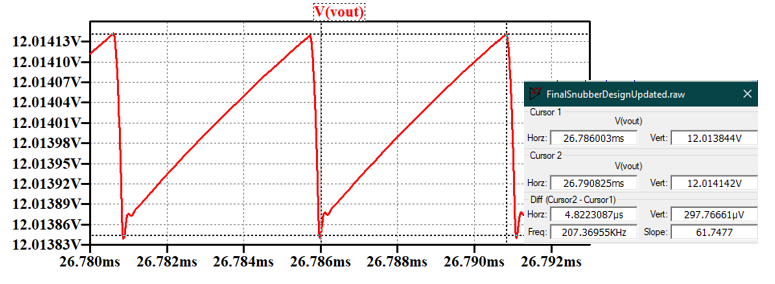 V(vout)
12.01413V
12.01410V
12.01407V
12.01404V
12.01401V
12.01398V
12.01395V
12.01392V
12.01389V
12.01386V
12.01383V
26.780ms 26.782ms 26.784ms 26.786ms 26.788ms 26.790ms 26.792ms
FinalSnubberDesignUpdated.raw
Cursor 1
V(vout)
Horz: 26.786003ms Vert: 12.013844V
Cursor 2
V(vout)
Horz: 26.790825ms Vert: 12.014142V
Diff (Cursor2 - Cursor1)
Horz: 4.8223087µs Vert: 297.76661µV
Freq: 207.36955KHz Slope: 61.7477